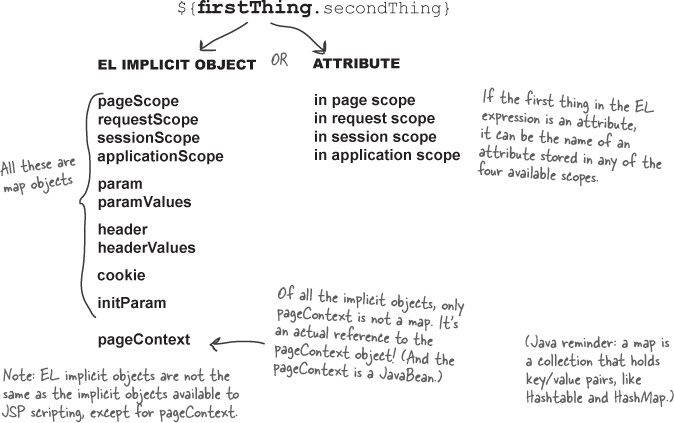 ${firstThing.secondThing}
EL IMPLICIT OBJECT OR ATTRIBUTE
pageScope
requestScope
sessionScope
applicationScope
param
paramValues
header
headerValues
cookie
initParam
pageContext
All these are
map objects
in page scope
in request scope
in session scope
in application scope
If the first thing in the EL
expression is an attribute,
it can be the name of an
attribute stored in any of the
four available scopes.
Of all the implicit objects, only
pageContext is not a map. It's
an actual reference to the
pageContext object! (And the
pageContext is a JavaBean.)
Note: EL implicit objects are not the
same as the implicit objects available to
JSP scripting, except for pageContext.
(Java reminder: a map is
a collection that holds
key/value pairs, like
Hashtable and HashMap.)